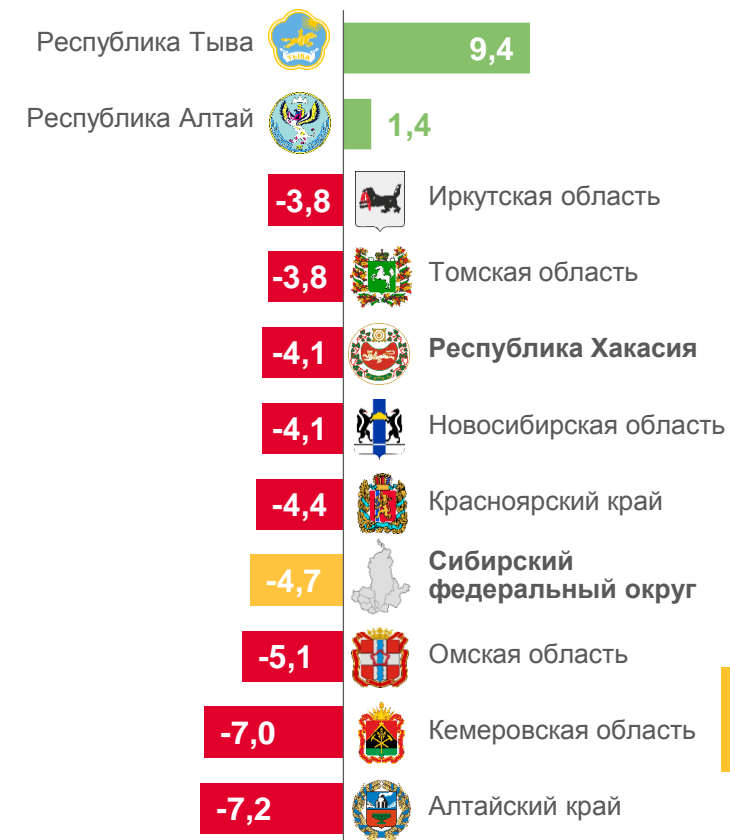 Республика Тыва
9,4
Республика Алтай
1,4
-3,8
Иркутская область
-3,8
Томская область
-4,1
Республика Хакасия
-4,1
Новосибирская область
-4,4
Красноярский край
-4,7
Сибирский
федеральный округ
-5,1
Омская область
-7,0
Кемеровская область
-7,2
Алтайский край